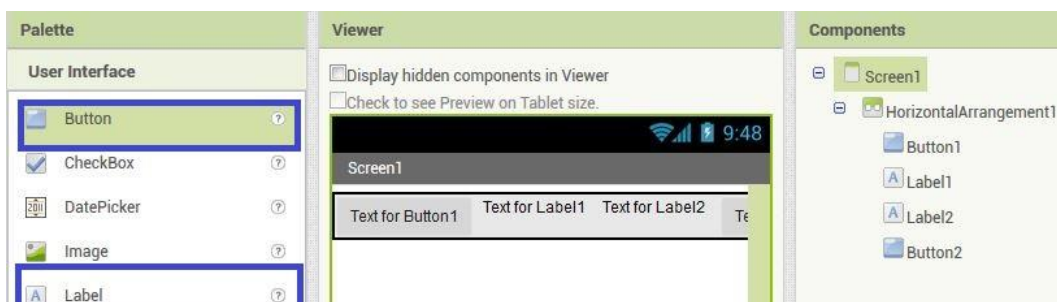 Palette
User Interface
Button
CheckBox
DatePicker
Image
Label
Viewer
Display hidden components in Viewer
Check to see Preview on Tablet size.
9:48
Screen1
Text for Button1 Text for Label1 Text for Label2 Te
Components
Screen1
HorizontalArrangement1
Button1
A Label1
A Label2
Button2